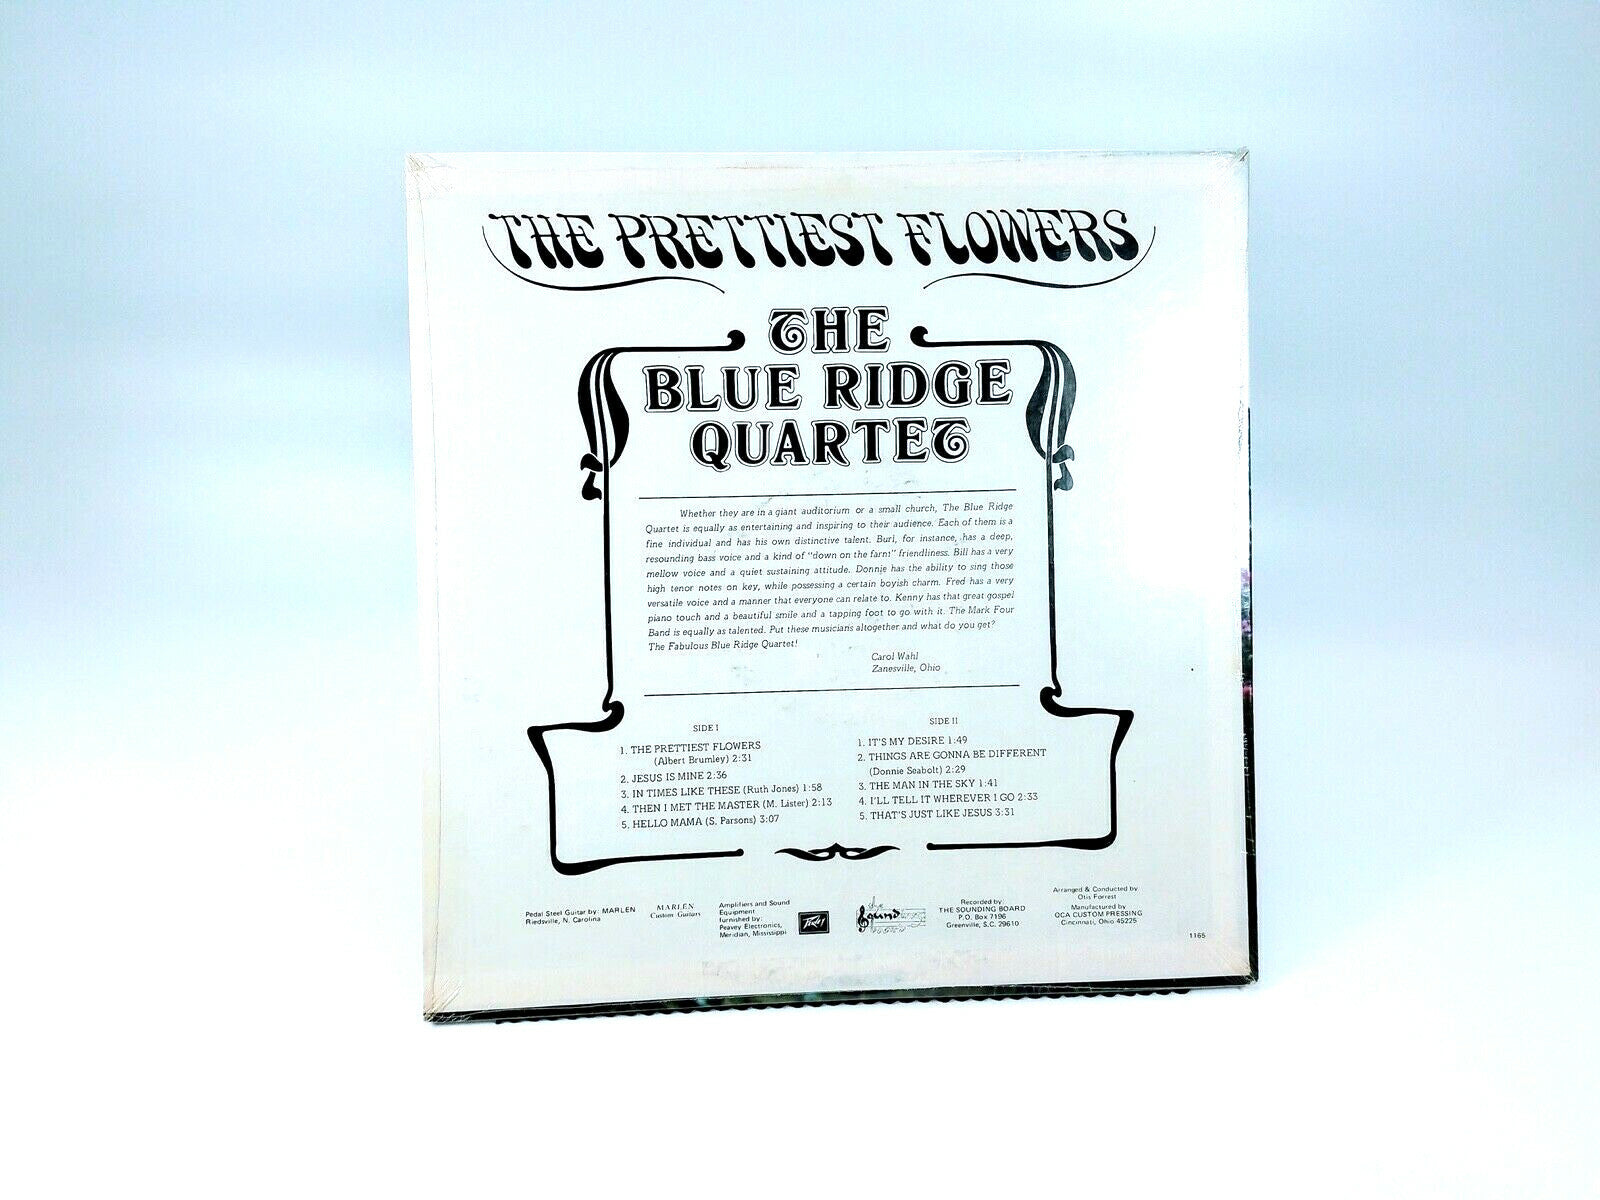 THE PRETTIEST FLOWERS
THE
BLUE RIDGE
QUARTET
Whether they are in a giant auditorium or a small church, The Blue Ridge
Quartet is equally as entertaining and inspiring to their audience. Each of them is a
fine individual and has his own distinctive talent. Burl, for instance, has a deep,
resounding bass voice and a kind of "down on the farm" friendliness. Bill has a very
mellow voice and a quiet sustaining attitude. Donnie has the ability to sing those
high tenor notes on key, while possessing a certain boyish charm. Fred has a very
versatile voice and a manner that everyone can relate to. Kenny has that great gospel
piano touch and a beautiful smile and a tapping foot to go with it. The Mark Four
Band is equally as talented. Put these musicians altogether and what do you get?
The Fabulous Blue Ridge Quartet!
Carol Wahl
Zanesville, Ohio
SIDE I
1. THE PRETTIEST FLOWERS
(Albert Brumley) 2:31
2. JESUS IS MINE 2:36
3. IN TIMES LIKE THESE (Ruth Jones) 1:58
4. THEN I MET THE MASTER (M. Lister) 2:13
5. HELLO MAMA (S. Parsons) 3:07
SIDE II
1. IT'S MY DESIRE 1:49
2. THINGS ARE GONNA BE DIFFERENT
(Donnie Seabolt) 2:29
3. THE MAN IN THE SKY 1:41
4. I'LL TELL IT WHEREVER I GO 2:33
5. THAT'S JUST LIKE JESUS 3:31
Pedal Steel Guitar by: MARLEN
Riedsville, N. Carolina
MARLEN
Custom Guitars
Amplifiers and Sound
Equipment
furnished by:
Peavey Electronics,
Meridian, Mississippi
PEAVEY
the
Sound
Recorded by:
THE SOUNDING BOARD
P.O. Box 7196
Greenville, S.C. 29610
Arranged & Conducted by
Otis Forrest
Manufactured by
QCA CUSTOM PRESSING
Cincinnati, Ohio 45225
1165